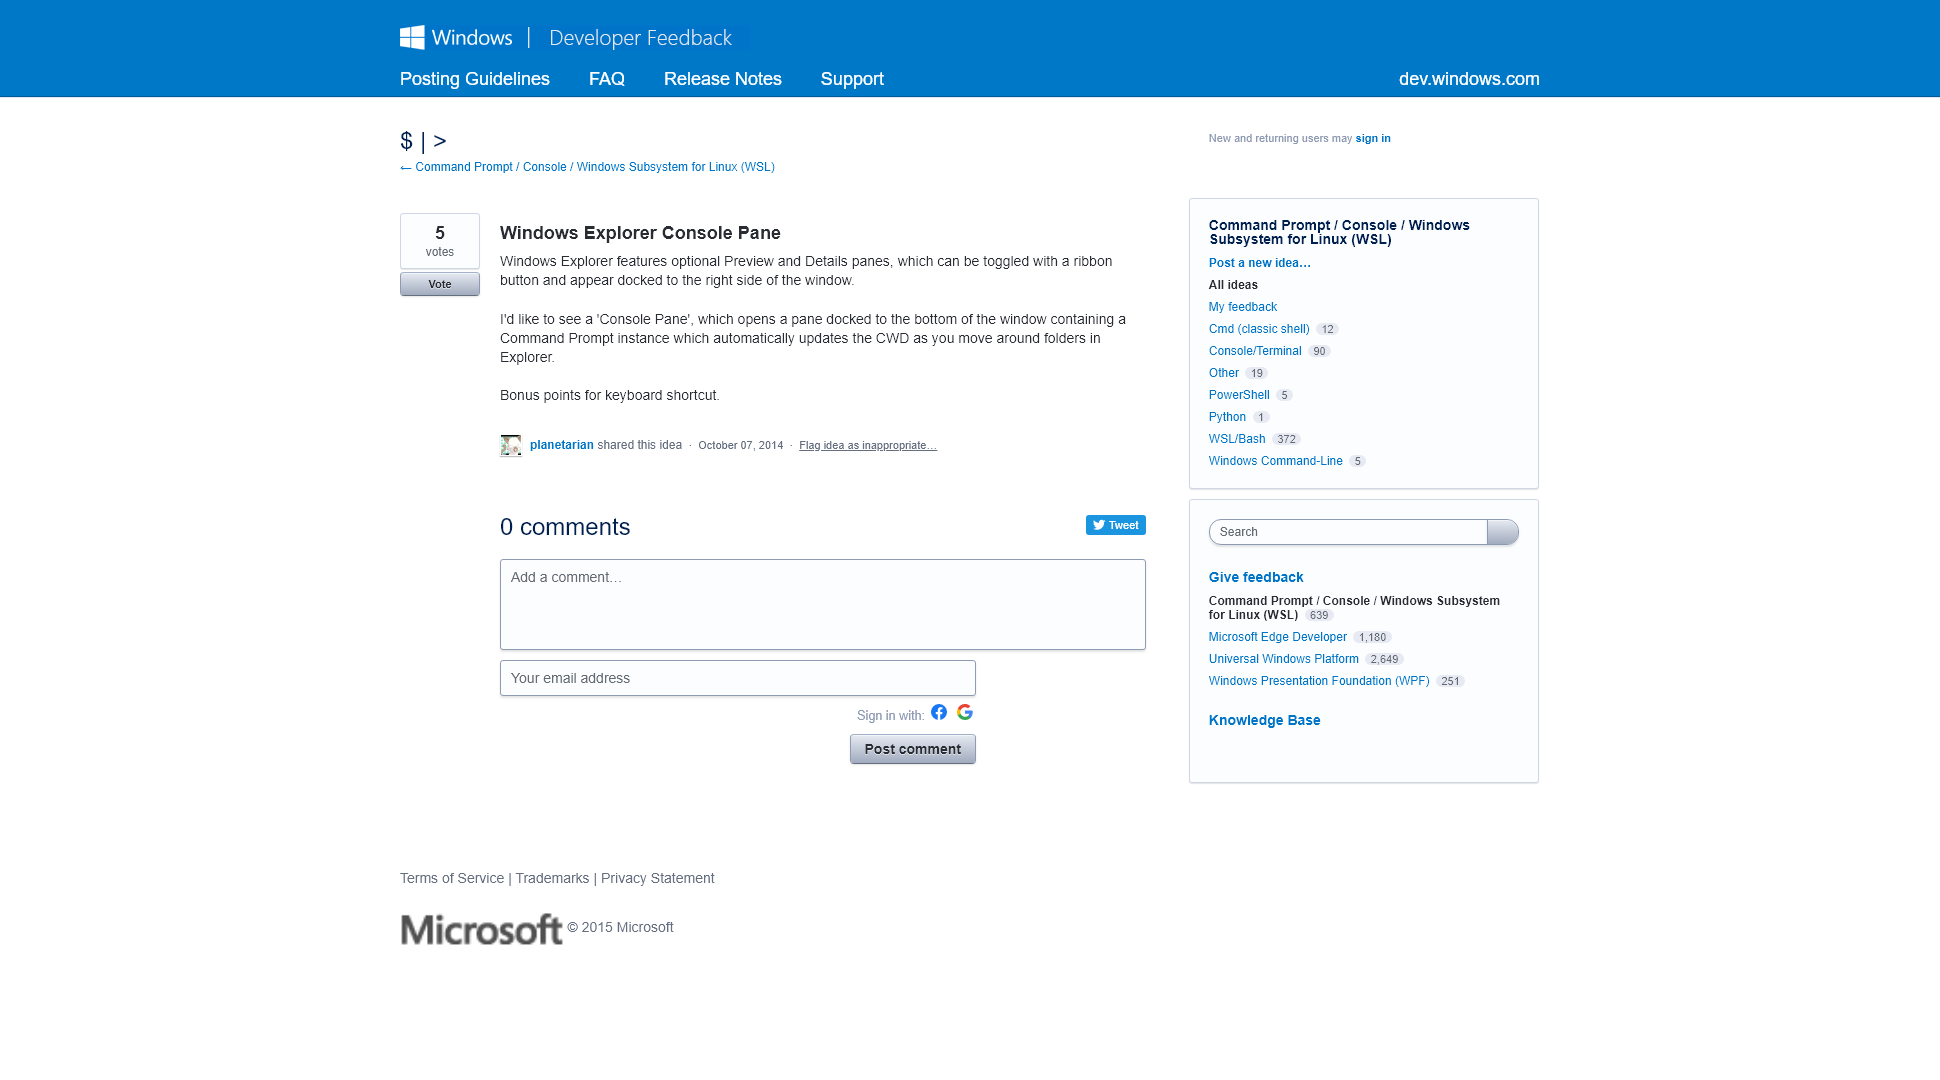 Windows | Developer Feedback
Posting Guidelines FAQ Release Notes Support dev.windows.com
$ | >
← Command Prompt / Console / Windows Subsystem for Linux (WSL)
New and returning users may sign in
5
votes
Vote
Windows Explorer Console Pane
Windows Explorer features optional Preview and Details panes, which can be toggled with a ribbon
button and appear docked to the right side of the window.
I'd like to see a 'Console Pane', which opens a pane docked to the bottom of the window containing a
Command Prompt instance which automatically updates the CWD as you move around folders in
Explorer.
Bonus points for keyboard shortcut.
planetarian shared this idea · October 07, 2014 · Flag idea as inappropriate…
0 comments
Tweet
Add a comment…
Your email address
Sign in with:
Post comment
Command Prompt / Console / Windows
Subsystem for Linux (WSL)
Post a new idea…
All ideas
My feedback
Cmd (classic shell) 12
Console/Terminal 90
Other 19
PowerShell 5
Python 1
WSL/Bash 372
Windows Command-Line 5
Search
Give feedback
Command Prompt / Console / Windows Subsystem
for Linux (WSL) 639
Microsoft Edge Developer 1,180
Universal Windows Platform 2,649
Windows Presentation Foundation (WPF) 251
Knowledge Base
Terms of Service | Trademarks | Privacy Statement
Microsoft © 2015 Microsoft